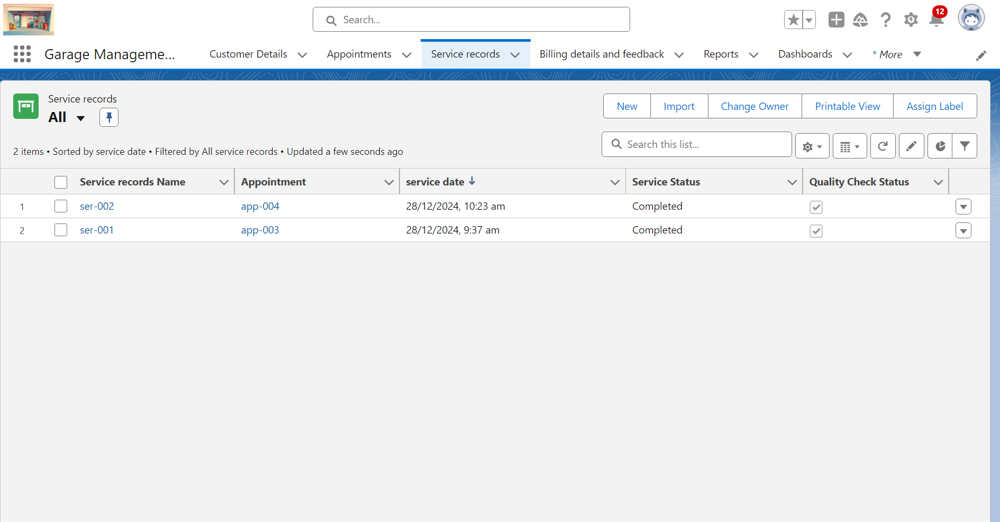 Search...
12
Garage Manageme...
Customer Details
Appointments
Service records
Billing details and feedback
Reports
Dashboards
* More
Service records
All
New
Import
Change Owner
Printable View
Assign Label
2 items • Sorted by service date • Filtered by All service records • Updated a few seconds ago
Search this list...
Service records Name Appointment service date Service Status Quality Check Status
1 ser-002 app-004 28/12/2024, 10:23 am Completed
2 ser-001 app-003 28/12/2024, 9:37 am Completed